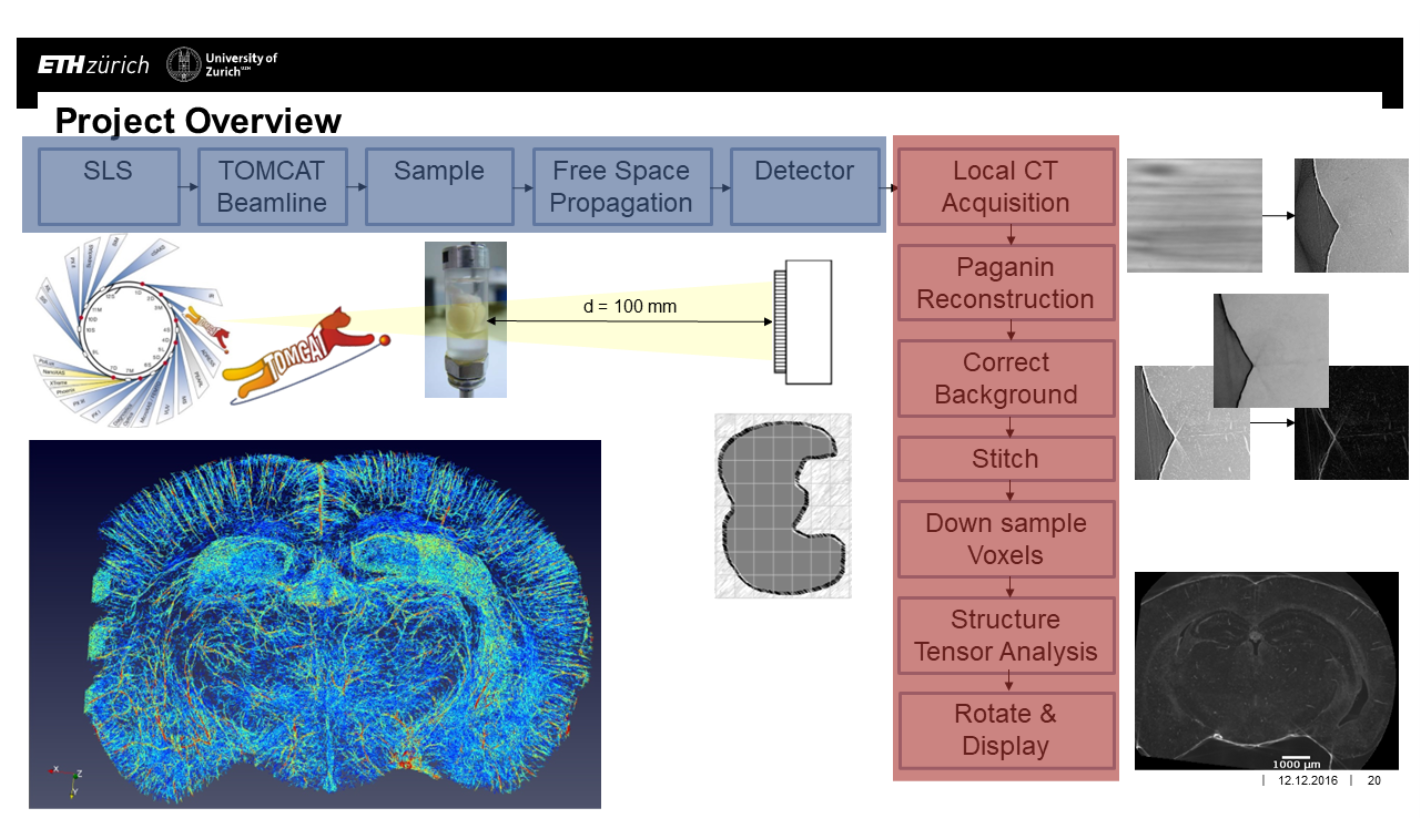 ETH zürich
University of
Zurich
Project Overview
SLS
TOMCAT
Beamline
Sample
Free Space
Propagation
Detector
Local CT
Acquisition
Paganin
Reconstruction
Correct
Background
Stitch
Down sample
Voxels
Structure
Tensor Analysis
Rotate &
Display
TOMCAT
d = 100 mm
X
Z
Y
1000 µm
| 12.12.2016 | 20